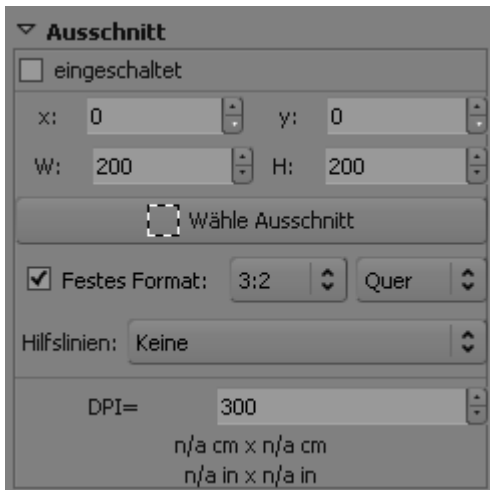 Ausschnitt
eingeschaltet
x: 0 y: 0
W: 200 H: 200
Wähle Ausschnitt
Festes Format: 3:2 Quer
Hilfslinien: Keine
DPI= 300
n/a cm x n/a cm
n/a in x n/a in